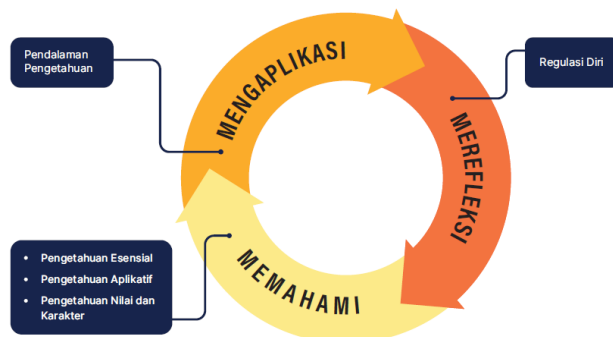 Pendalaman
Pengetahuan
MENGAPLIKASI
Regulasi Diri
MEREFLEKSI
• Pengetahuan Esensial
• Pengetahuan Aplikatif
• Pengetahuan Nilai dan
Karakter
MEMAHAMI